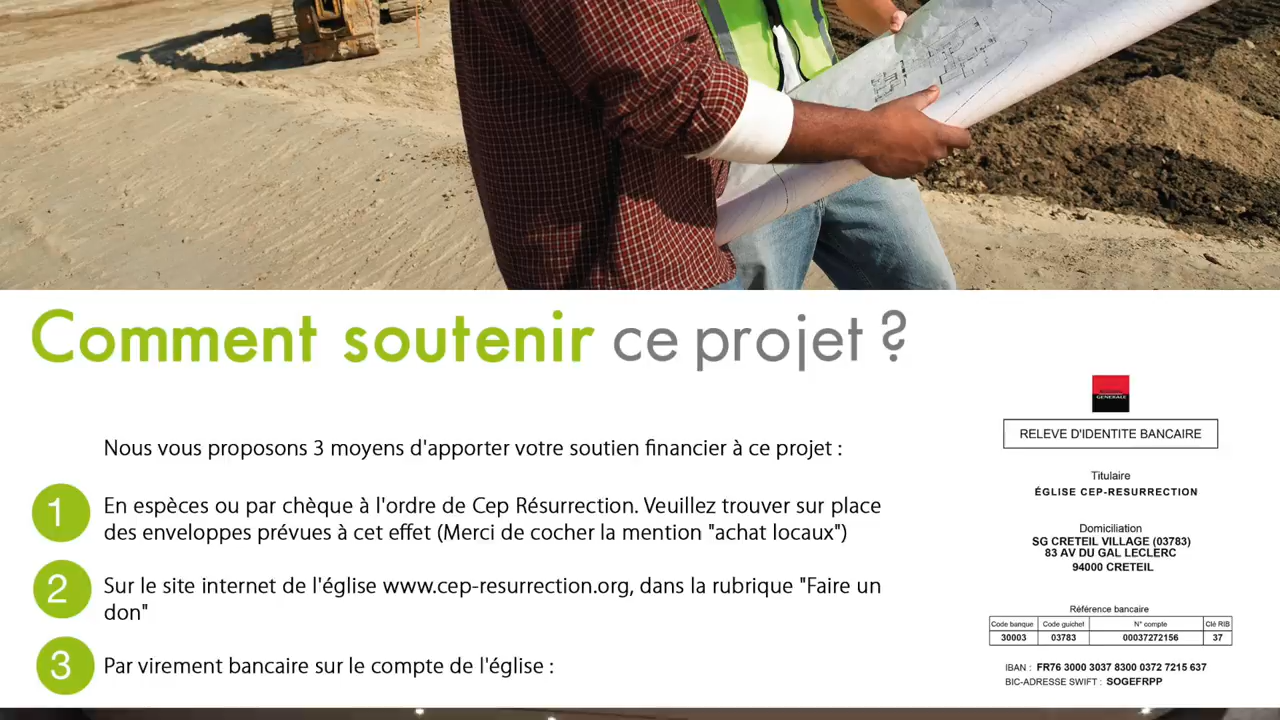 Comment soutenir ce projet ?
Nous vous proposons 3 moyens d'apporter votre soutien financier à ce projet :
1 En espèces ou par chèque à l'ordre de Cep Résurrection. Veuillez trouver sur place
des enveloppes prévues à cet effet (Merci de cocher la mention "achat locaux")
2 Sur le site internet de l'église www.cep-resurrection.org, dans la rubrique "Faire un
don"
3 Par virement bancaire sur le compte de l'église :
GENERALE
RELEVE D'IDENTITE BANCAIRE
Titulaire
ÉGLISE CEP-RESURRECTION
Domiciliation
SG CRETEIL VILLAGE (03783)
83 AV DU GAL LECLERC
94000 CRETEIL
Référence bancaire
Code banque Code guichet N° compte Clé RIB
30003 03783 00037272156 37
IBAN : FR76 3000 3037 8300 0372 7215 637
BIC-ADRESSE SWIFT : SOGEFRPP